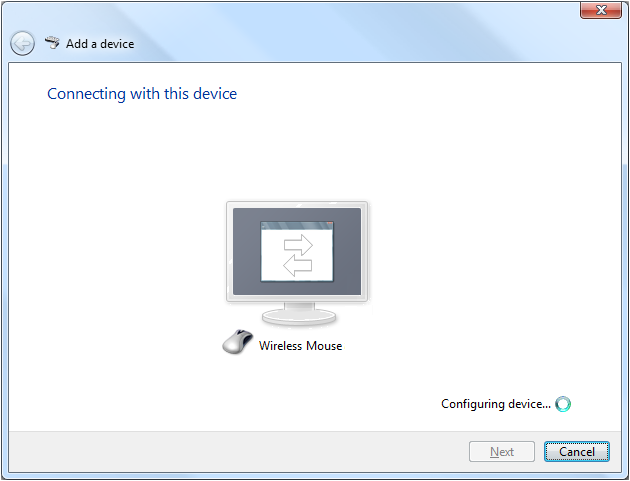 Add a device
Connecting with this device
Wireless Mouse
Configuring device...
Next
Cancel